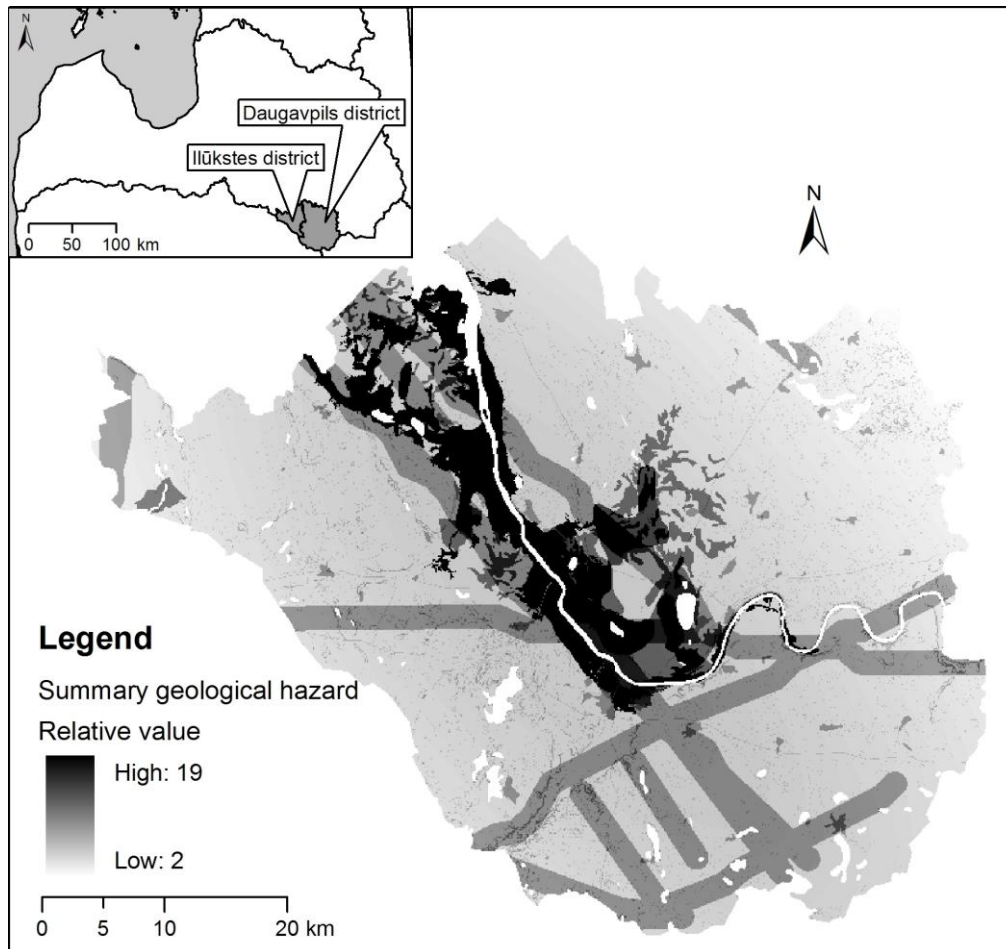 N
Daugavpils district
Ilūkstes district
0 50 100 km
N
Legend
Summary geological hazard
Relative value
High: 19
Low: 2
0 5 10 20 km